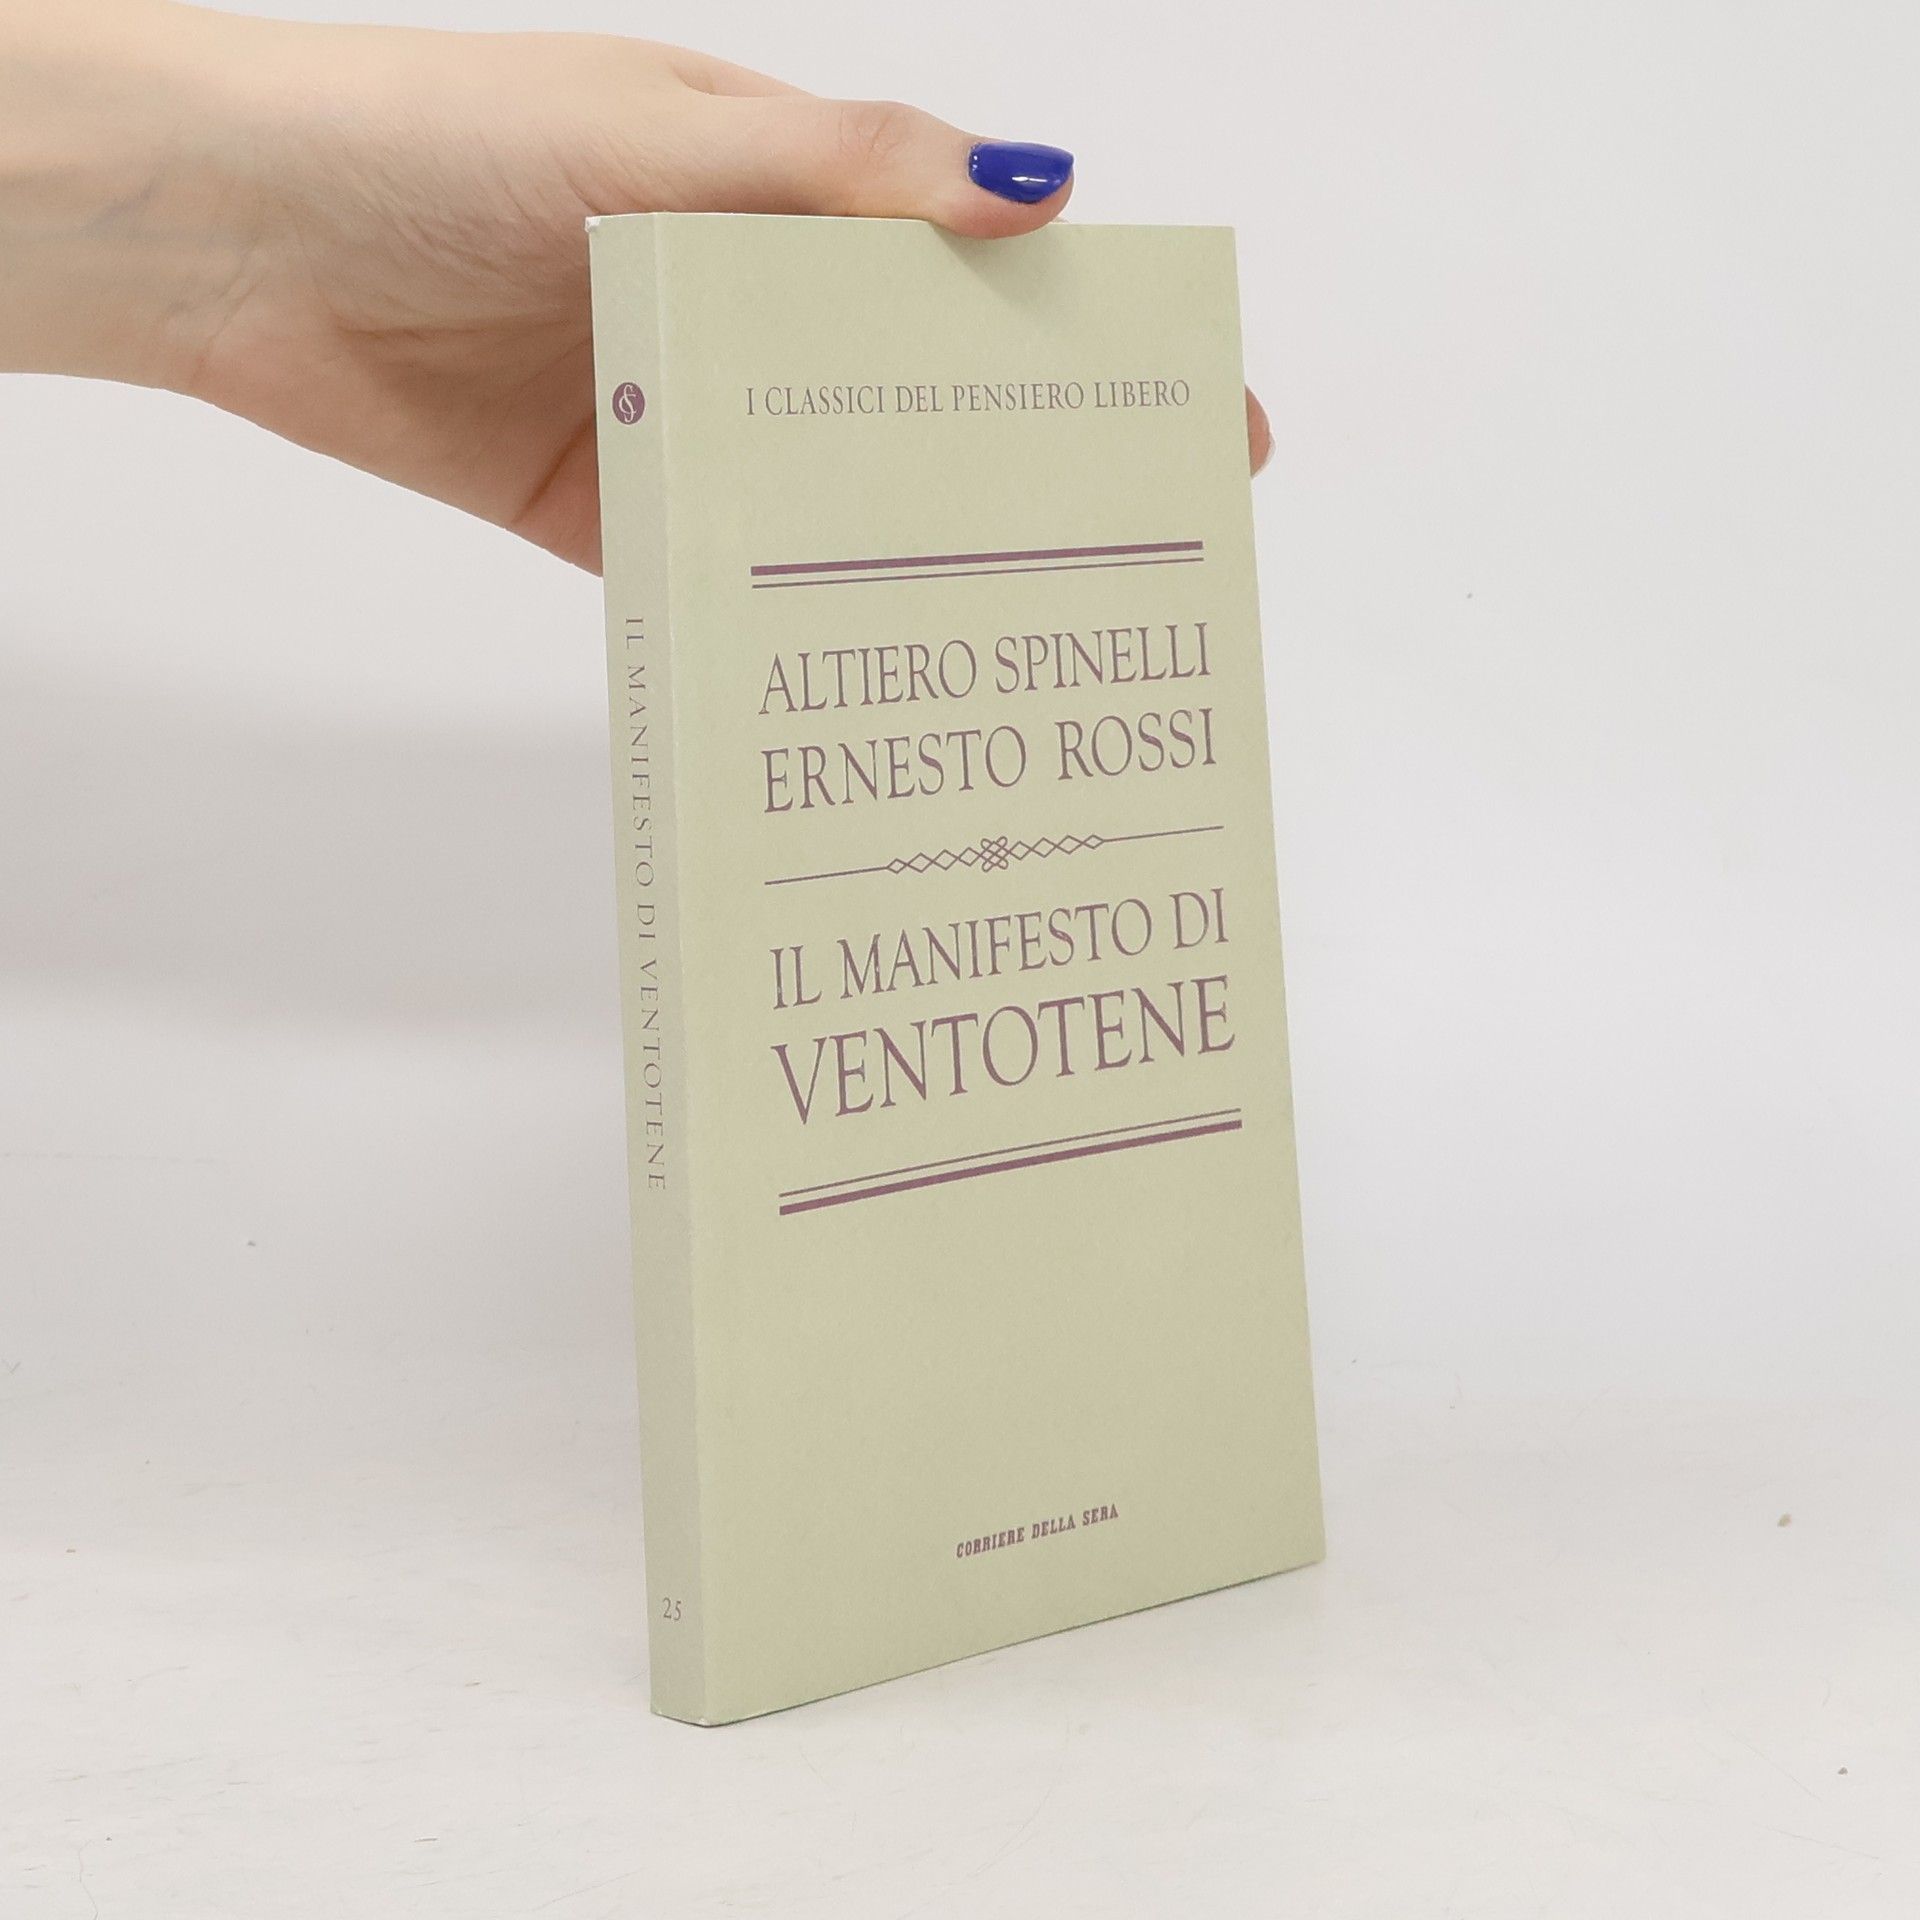 I CLASSICI DEL PENSIERO LIBERO
ALTIERO SPINELLI
ERNESTO ROSSI
IL MANIFESTO DI
VENTOTENE
CORRIERE DELLA SERA
IL MANIFESTO DI VENTOTENE
25